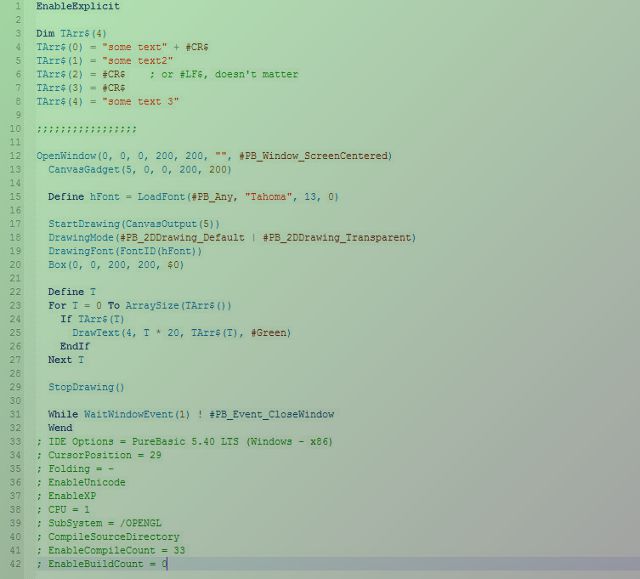 1 EnableExplicit
2
3 Dim TArr$(4)
4 TArr$(0) = "some text" + #CR$
5 TArr$(1) = "some text2"
6 TArr$(2) = #CR$    ; or #LF$, doesn't matter
7 TArr$(3) = #CR$
8 TArr$(4) = "some text 3"
9
10 ;;;;;;;;;;;;;;;;;
11
12 OpenWindow(0, 0, 0, 200, 200, "", #PB_Window_ScreenCentered)
13   CanvasGadget(5, 0, 0, 200, 200)
14
15   Define hFont = LoadFont(#PB_Any, "Tahoma", 13, 0)
16
17   StartDrawing(CanvasOutput(5))
18   DrawingMode(#PB_2DDrawing_Default | #PB_2DDrawing_Transparent)
19   DrawingFont(FontID(hFont))
20   Box(0, 0, 200, 200, $0)
21
22   Define T
23   For T = 0 To ArraySize(TArr$())
24     If TArr$(T)
25       DrawText(4, T * 20, TArr$(T), #Green)
26     EndIf
27   Next T
28
29   StopDrawing()
30
31   While WaitWindowEvent(1) ! #PB_Event_CloseWindow
32   Wend
33 ; IDE Options = PureBasic 5.40 LTS (Windows - x86)
34 ; CursorPosition = 29
35 ; Folding = -
36 ; EnableUnicode
37 ; EnableXP
38 ; CPU = 1
39 ; SubSystem = /OPENGL
40 ; CompileSourceDirectory
41 ; EnableCompileCount = 33
42 ; EnableBuildCount = 0